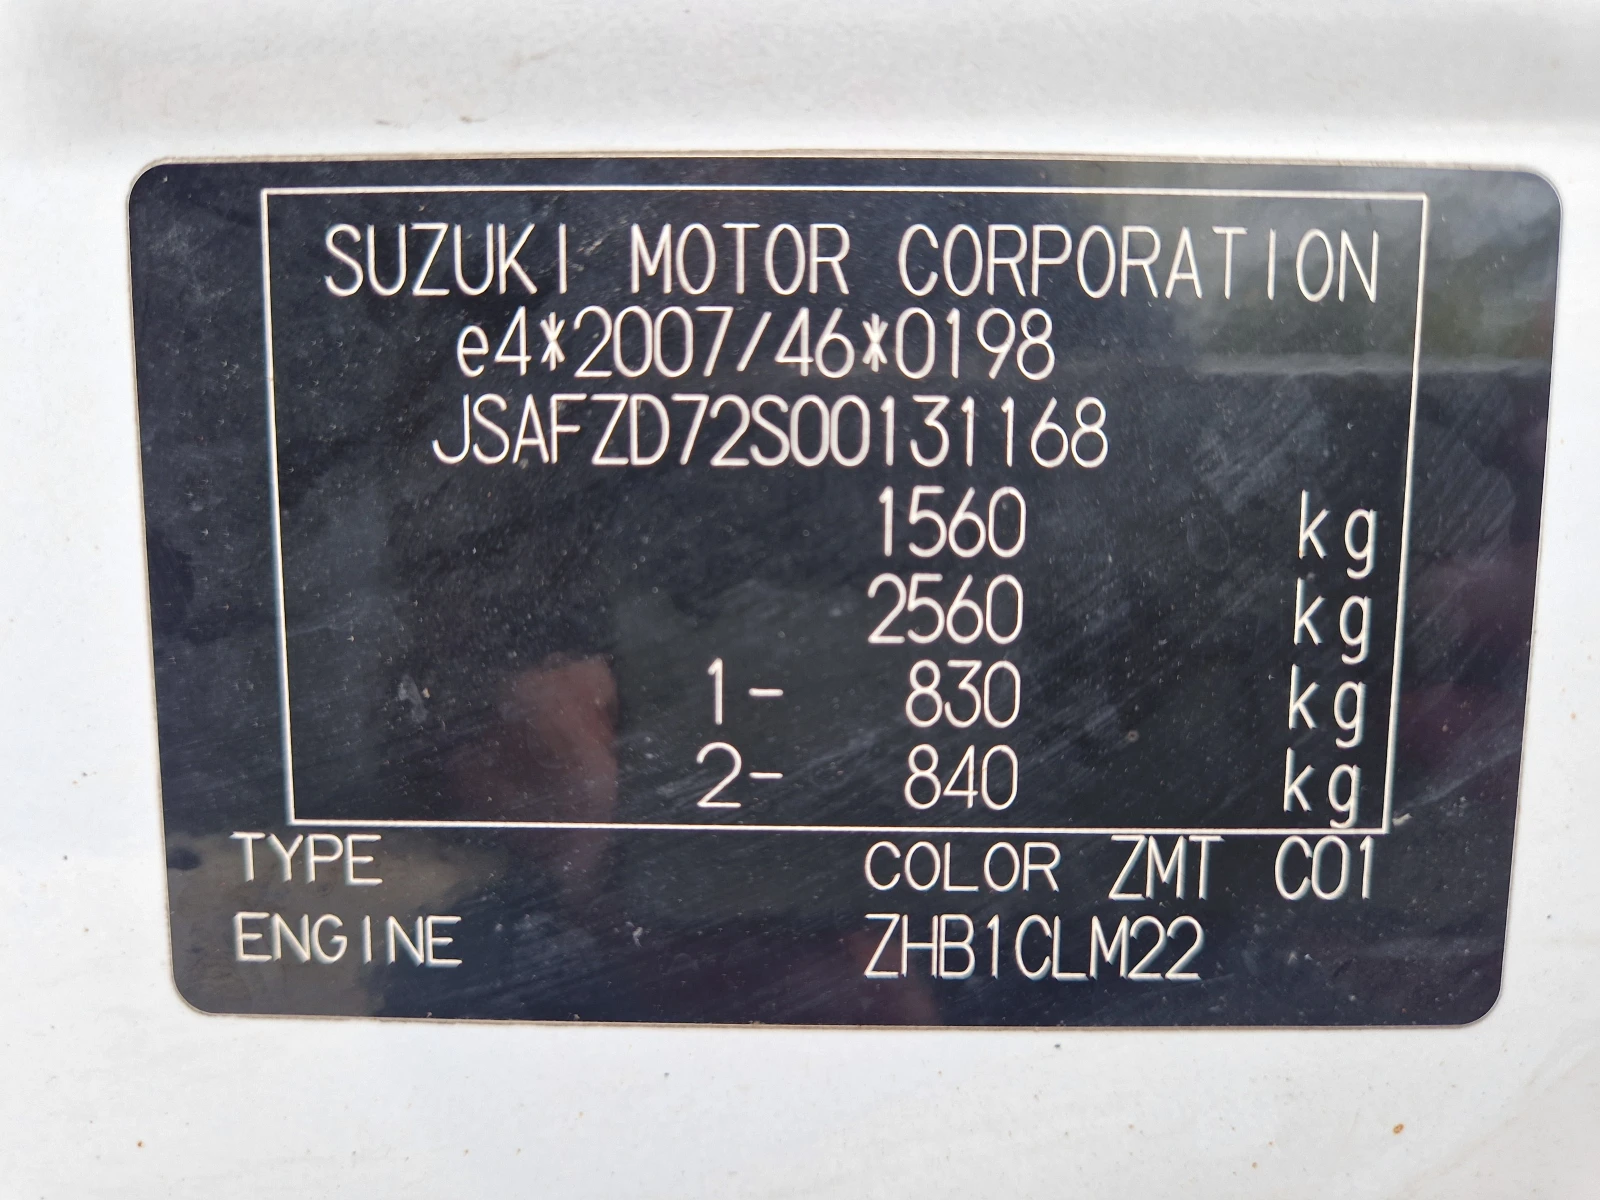 SUZUKI MOTOR CORPORATION
e4*2007/46*0198
JSAFZD72S00131168
1560 kg
2560 kg
1- 830 kg
2- 840 kg
TYPE COLOR ZMT C01
ENGINE ZHB1CLM22